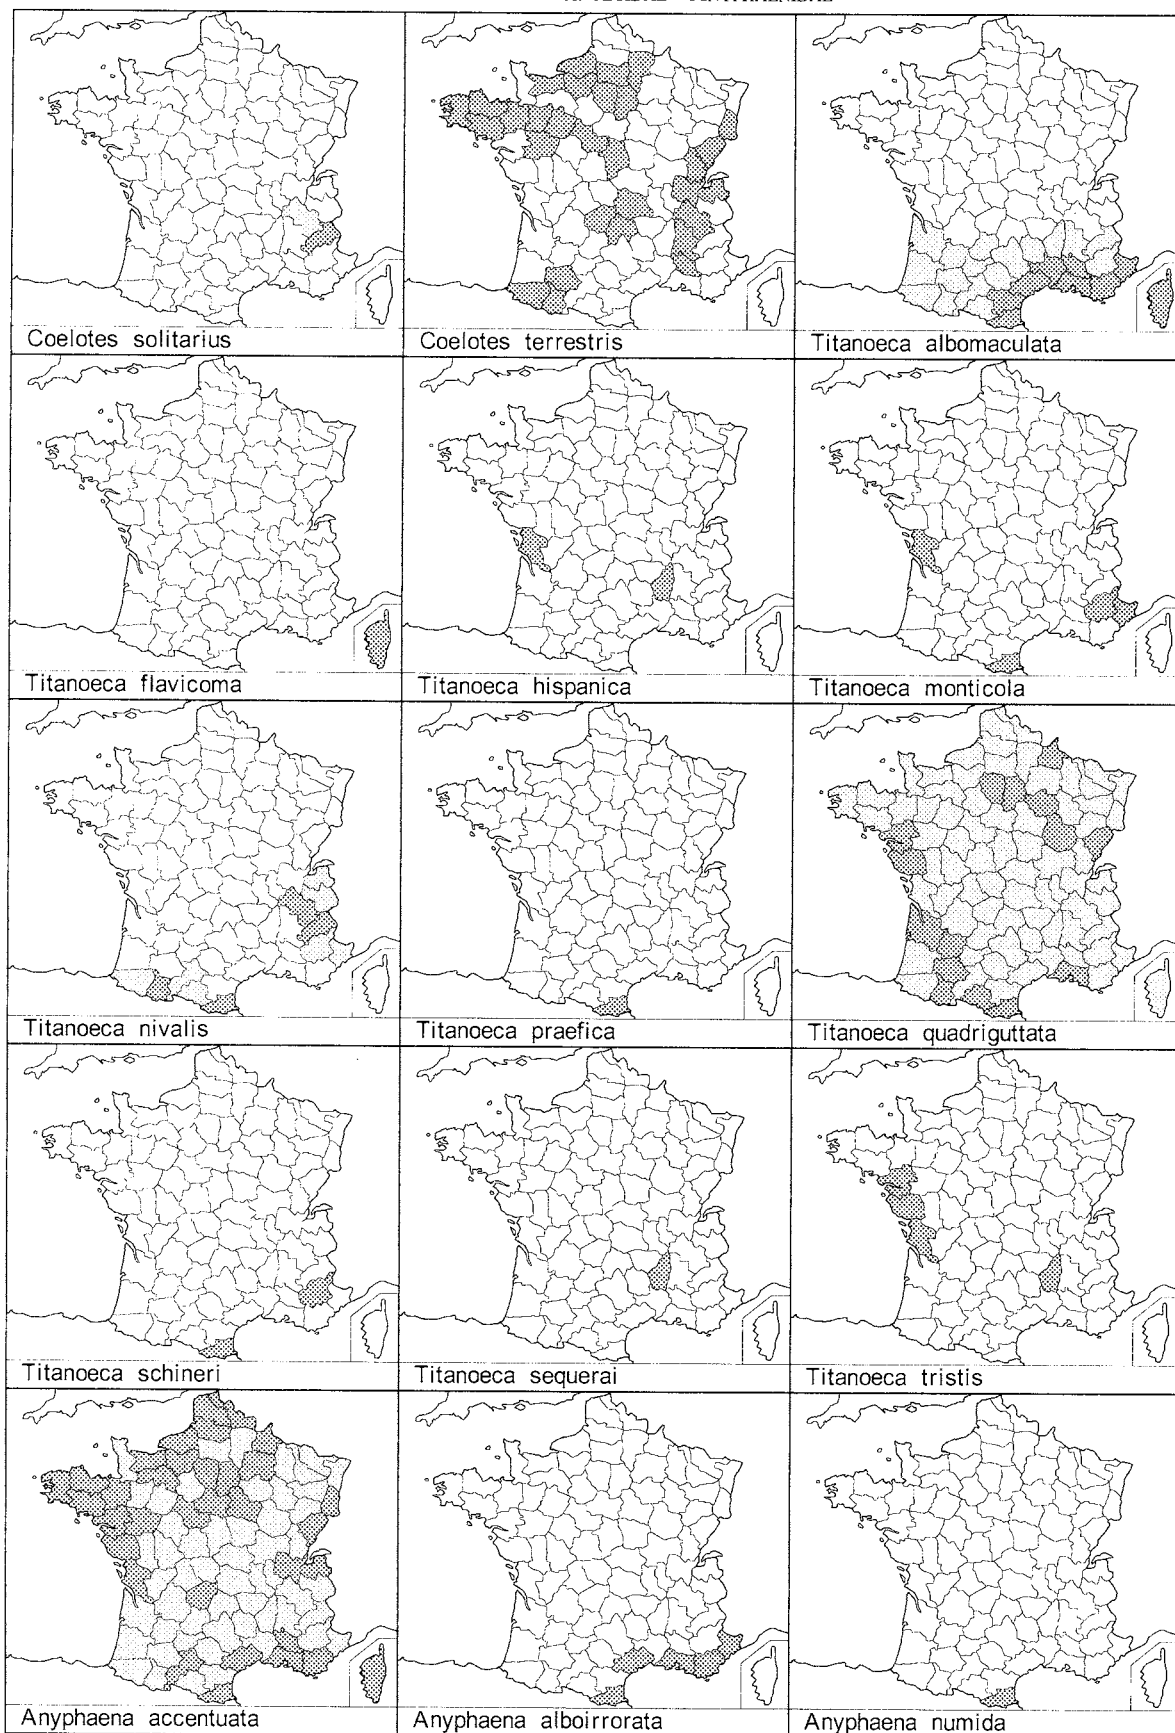 Coelotes solitarius
Coelotes terrestris
Titanoeca albomaculata
Titanoeca flavicoma
Titanoeca hispanica
Titanoeca monticola
Titanoeca nivalis
Titanoeca praefica
Titanoeca quadriguttata
Titanoeca schineri
Titanoeca sequerai
Titanoeca tristis
Anyphaena accentuata
Anyphaena alboirrorata
Anyphaena numida